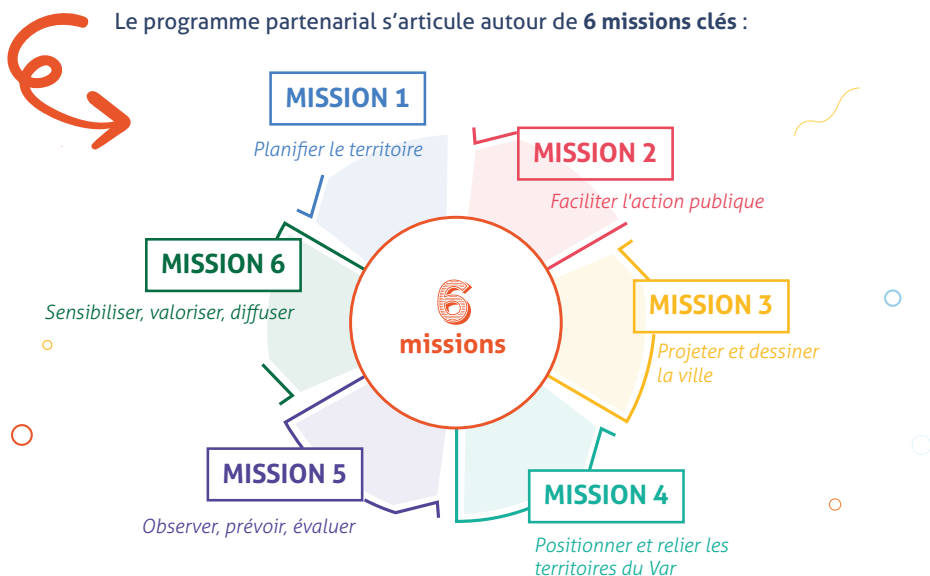 Le programme partenarial s’articule autour de 6 missions clés :
MISSION 1
Planifier le territoire
MISSION 2
Faciliter l'action publique
MISSION 3
Projeter et dessiner
la ville
MISSION 4
Positionner et relier les
territoires du Var
MISSION 5
Observer, prévoir, évaluer
MISSION 6
Sensibiliser, valoriser, diffuser
6
missions